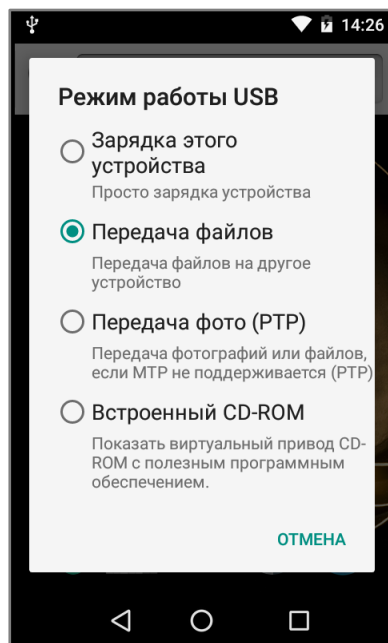 14:26
Режим работы USB
Зарядка этого
устройства
Просто зарядка устройства
Передача файлов
Передача файлов на другое
устройство
Передача фото (PTP)
Передача фотографий или файлов,
если MTP не поддерживается (PTP)
Встроенный CD-ROM
Показать виртуальный привод CD-
ROM с полезным программным
обеспечением.
ОТМЕНА